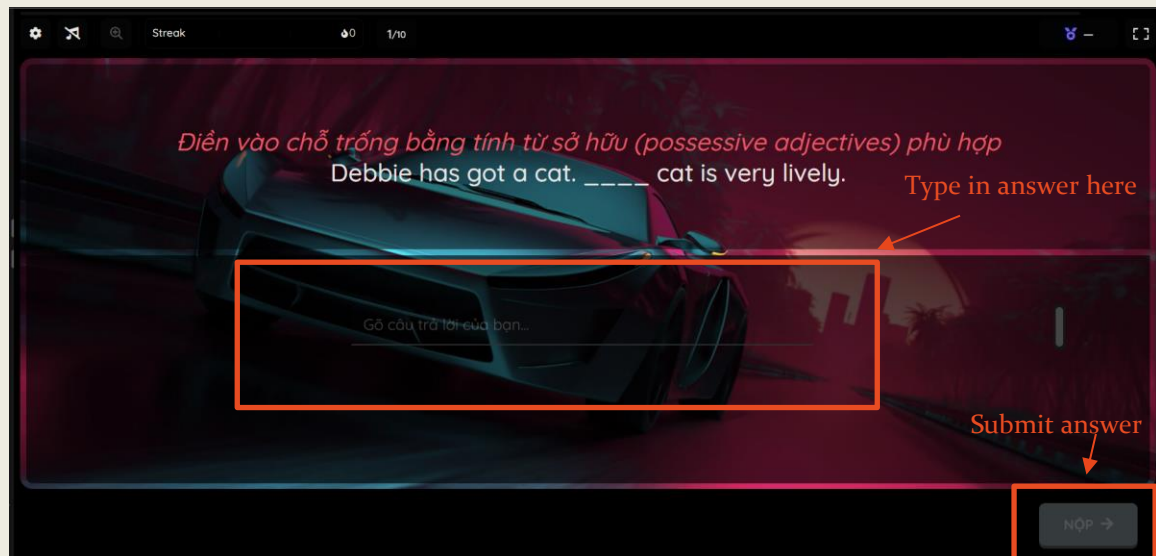 Streak
0
1/10
–
Điền vào chỗ trống bằng tính từ sở hữu (possessive adjectives) phù hợp
Debbie has got a cat. ____ cat is very lively.
Type in answer here
Gõ câu trả lời của bạn...
Submit answer
NỘP →